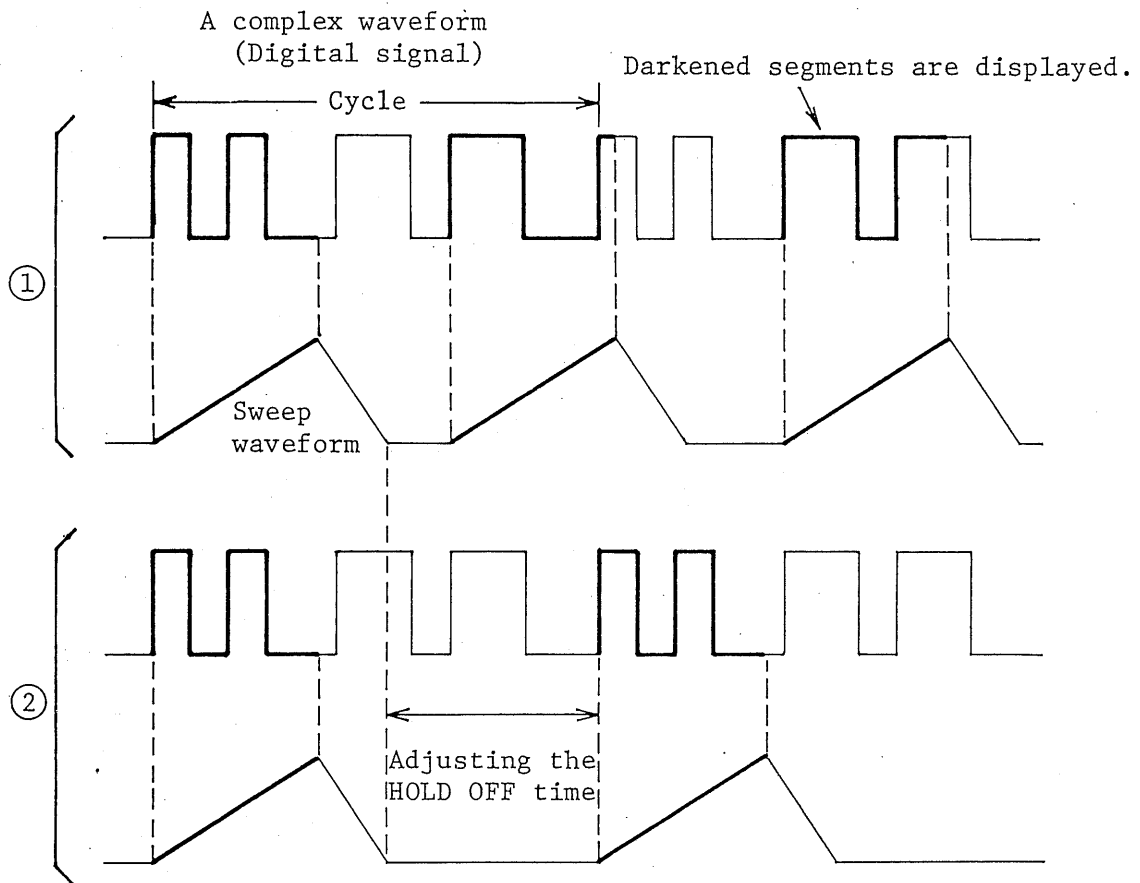 A complex waveform
(Digital signal)
Darkened segments are displayed.
Cycle
①
Sweep
waveform
②
Adjusting the
HOLD OFF time